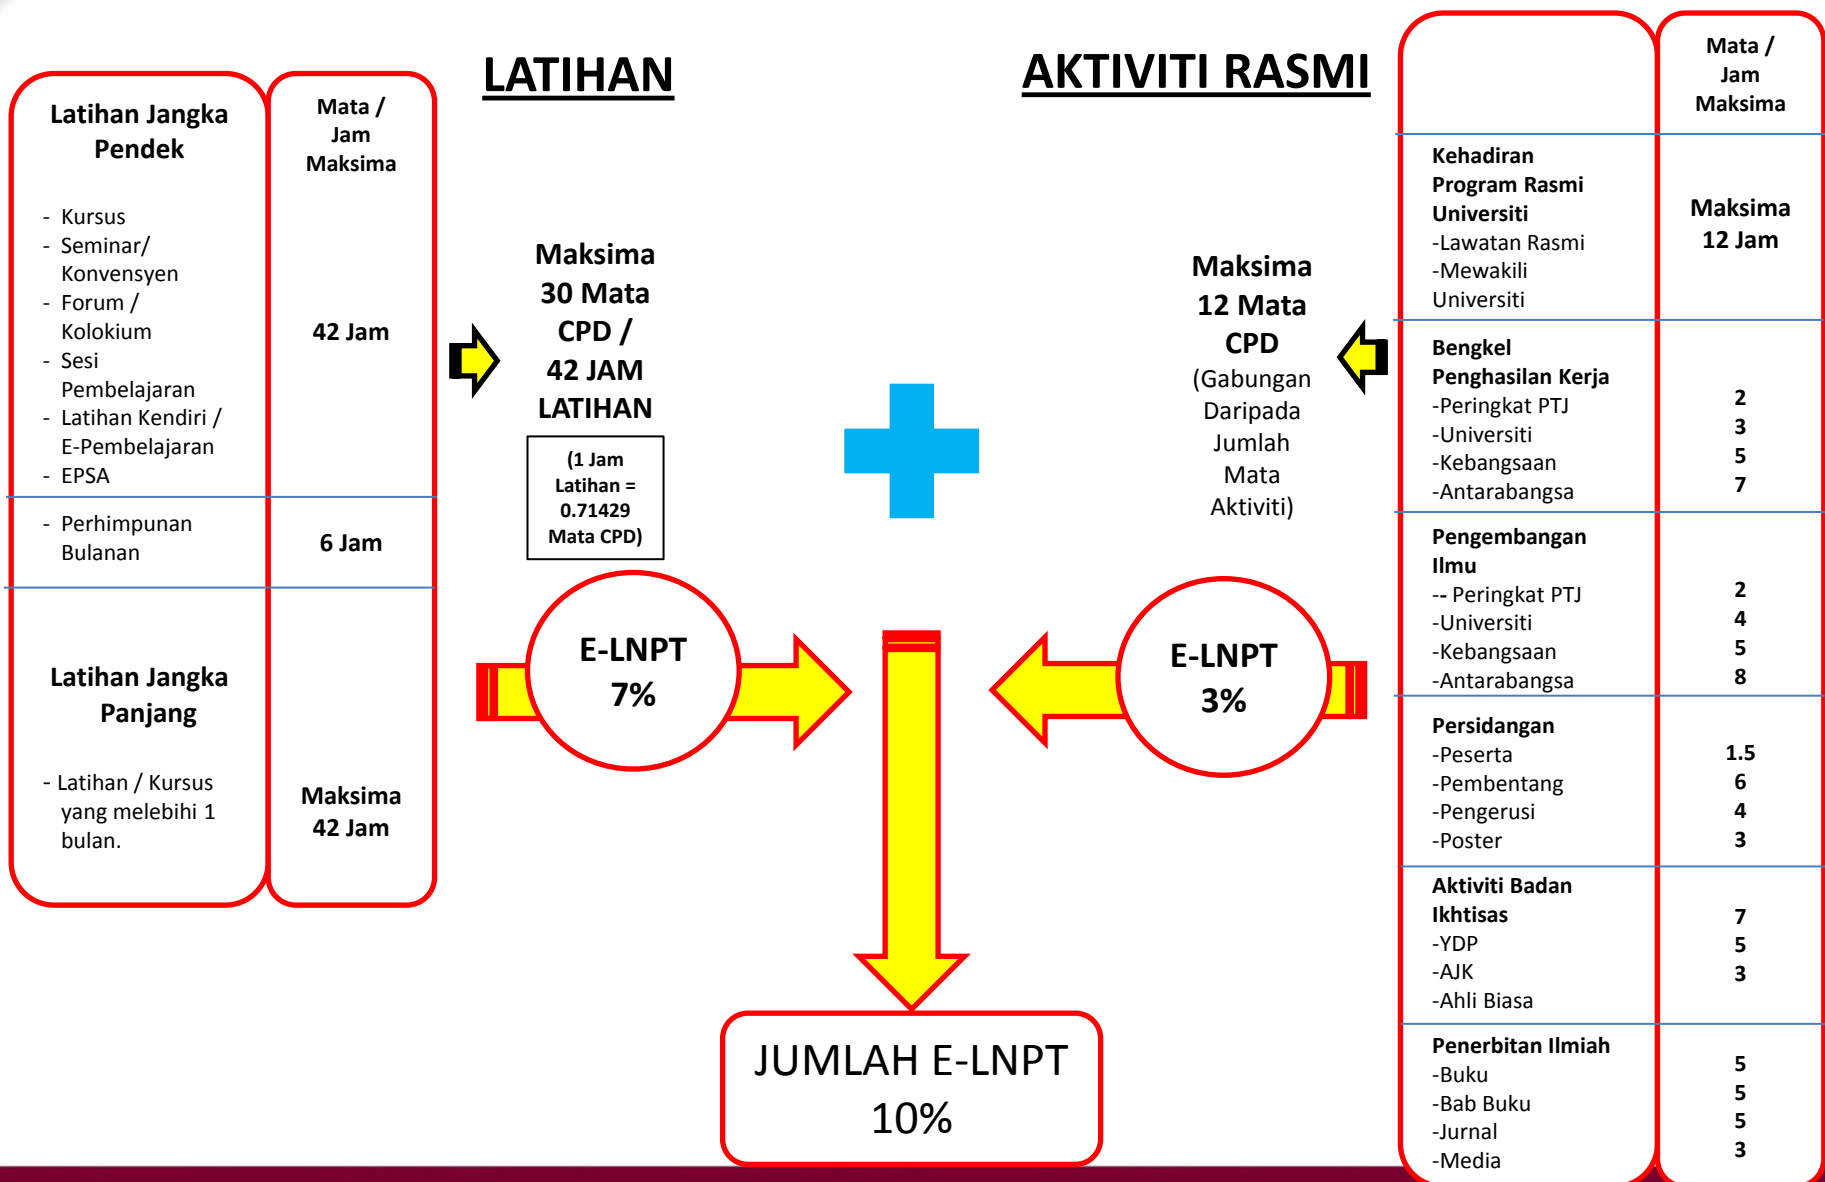 LATIHAN
AKTIVITI RASMI
Latihan Jangka
Pendek
Mata /
Jam
Maksima
- Kursus
- Seminar/
Konvensyen
- Forum /
Kolokium
- Sesi
Pembelajaran
- Latihan Kendiri /
E-Pembelajaran
- EPSA
42 Jam
- Perhimpunan
Bulanan
6 Jam
Latihan Jangka
Panjang
- Latihan / Kursus
yang melebihi 1
bulan.
Maksima
42 Jam
Maksima
30 Mata
CPD /
42 JAM
LATIHAN
(1 Jam
Latihan =
0.71429
Mata CPD)
E-LNPT
7%
Maksima
12 Mata
CPD
(Gabungan
Daripada
Jumlah
Mata
Aktiviti)
E-LNPT
3%
JUMLAH E-LNPT
10%
Mata /
Jam
Maksima
Kehadiran
Program Rasmi
Universiti
-Lawatan Rasmi
-Mewakili
Universiti
Maksima
12 Jam
Bengkel
Penghasilan Kerja
-Peringkat PTJ
-Universiti
-Kebangsaan
-Antarabangsa
2
3
5
7
Pengembangan
Ilmu
-- Peringkat PTJ
-Universiti
-Kebangsaan
-Antarabangsa
2
4
5
8
Persidangan
-Peserta
-Pembentang
-Pengerusi
-Poster
1.5
6
4
3
Aktiviti Badan
Ikhtisas
-YDP
-AJK
-Ahli Biasa
7
5
3
Penerbitan Ilmiah
-Buku
-Bab Buku
-Jurnal
-Media
5
5
5
3